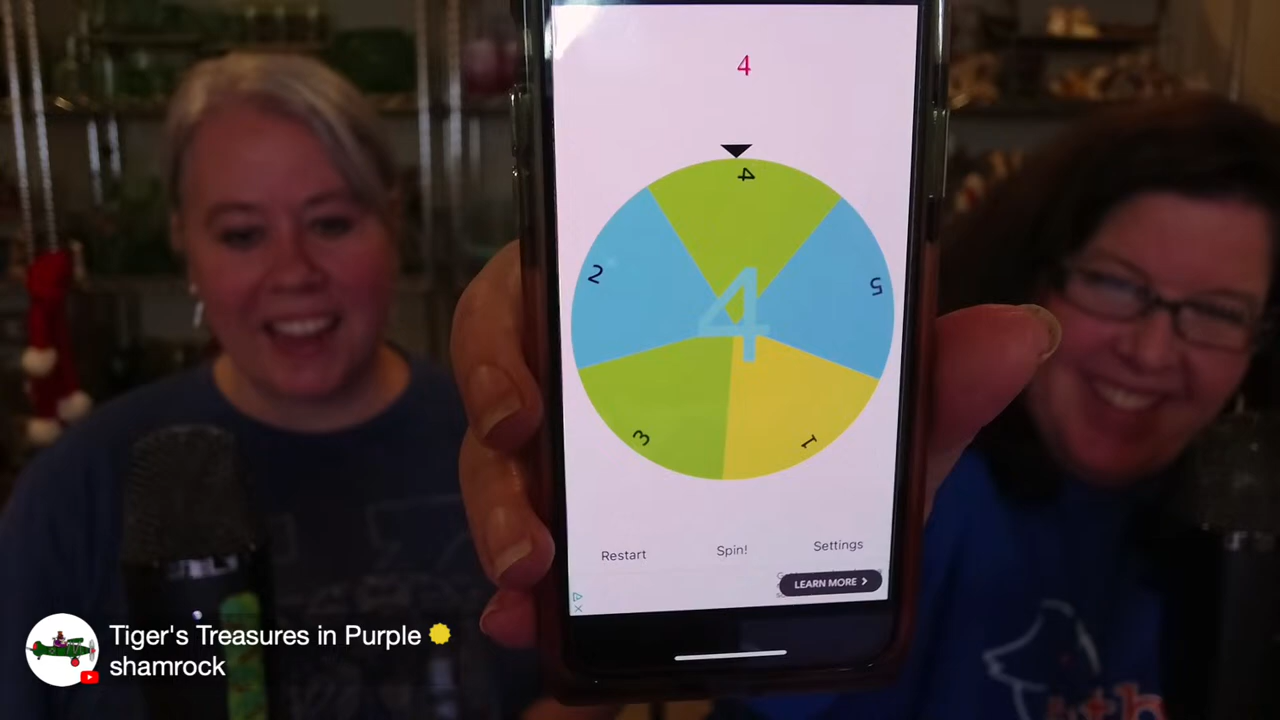 4
4
2
5
4
3
1
Restart
Spin!
Settings
LEARN MORE >
Tiger's Treasures in Purple
shamrock